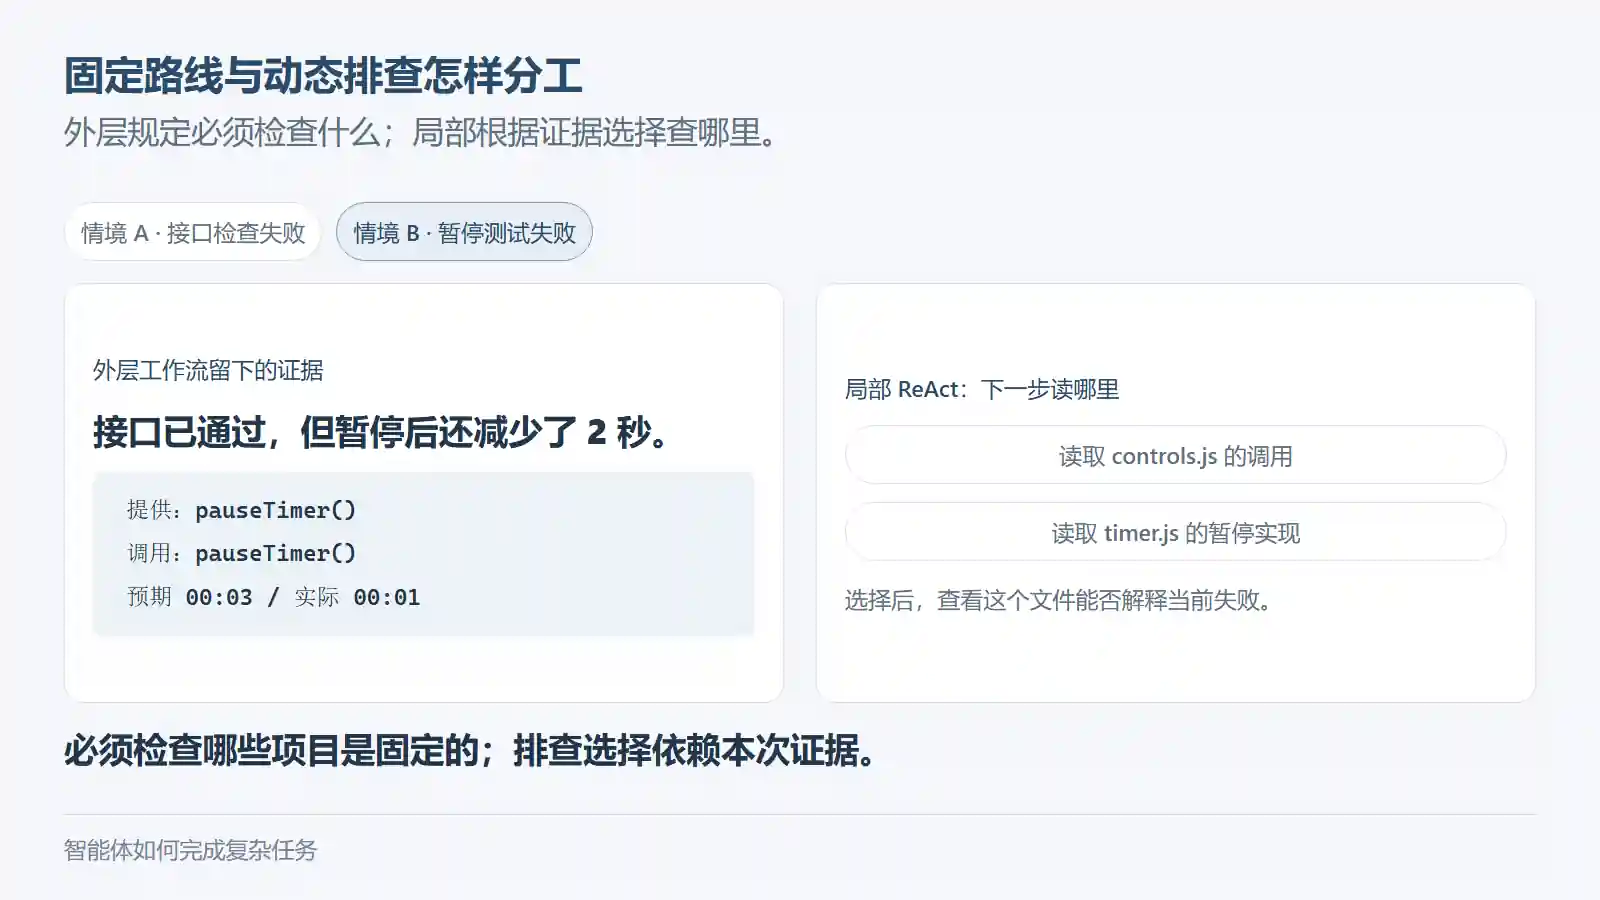 固定路线与动态排查怎样分工
外层规定必须检查什么；局部根据证据选择查哪里。
情境 A · 接口检查失败
情境 B · 暂停测试失败
外层工作流留下的证据
接口已通过，但暂停后还减少了 2 秒。
提供：pauseTimer()
调用：pauseTimer()
预期 00:03 / 实际 00:01
局部 ReAct：下一步读哪里
读取 controls.js 的调用
读取 timer.js 的暂停实现
选择后，查看这个文件能否解释当前失败。
必须检查哪些项目是固定的；排查选择依赖本次证据。
智能体如何完成复杂任务